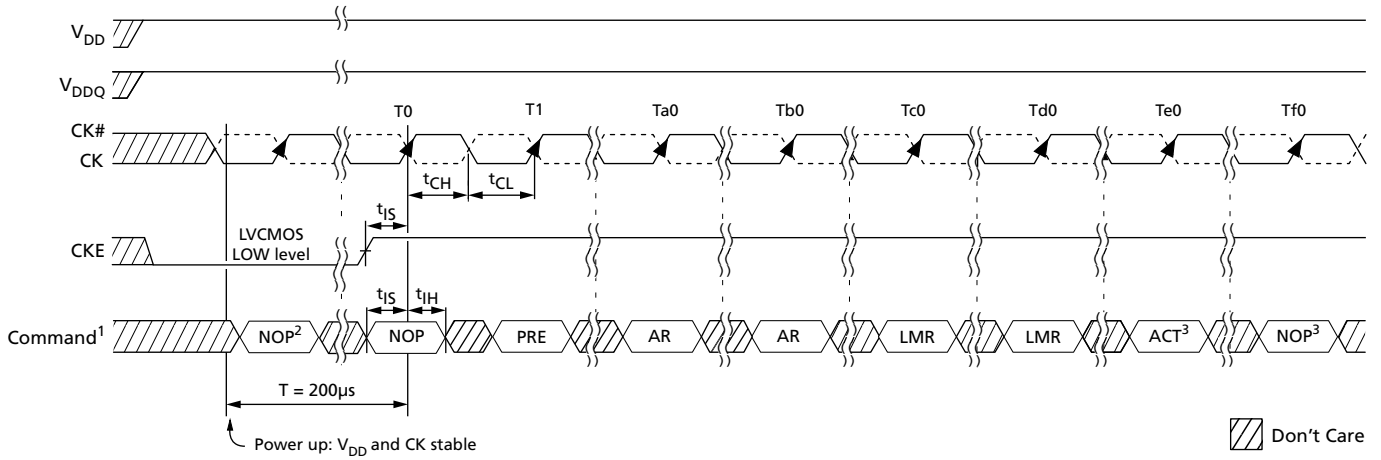 VDD
VDDQ
T0 T1 Ta0 Tb0 Tc0 Td0 Te0 Tf0
CK#
CK
tCH tCL
tIS
LVCMOS
LOW level
CKE
tIS tIH
Command1 NOP2 NOP PRE AR AR LMR LMR ACT3 NOP3
T = 200µs
Power up: VDD and CK stable
Don't Care